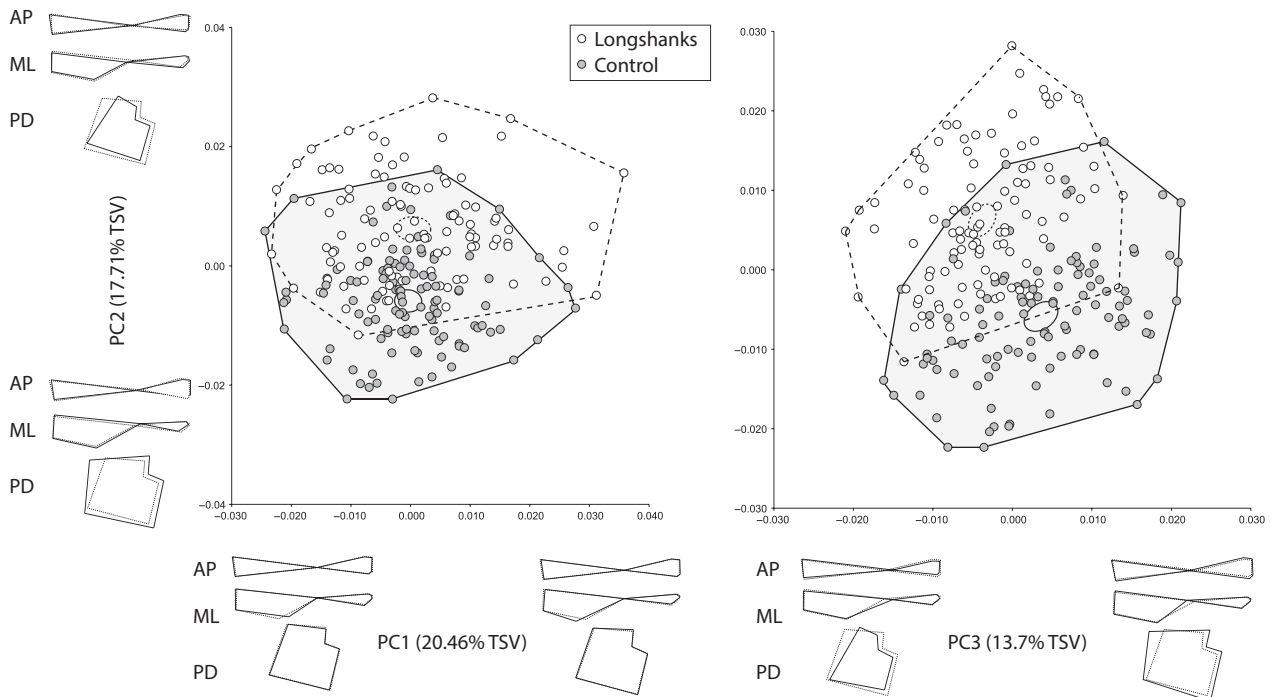 AP
ML
PD
PC2 (17.71% TSV)
AP
ML
PD
0.04
0.02
0.00
–0.02
–0.04
–0.030
–0.020
–0.010
0.000
0.010
0.020
0.030
0.040
Longshanks
Control
0.030
0.020
0.010
0.000
–0.010
–0.020
–0.030
–0.030
–0.020
–0.010
0.000
0.010
0.020
0.030
AP
ML
PD
PC1 (20.46% TSV)
AP
ML
PD
PC3 (13.7% TSV)